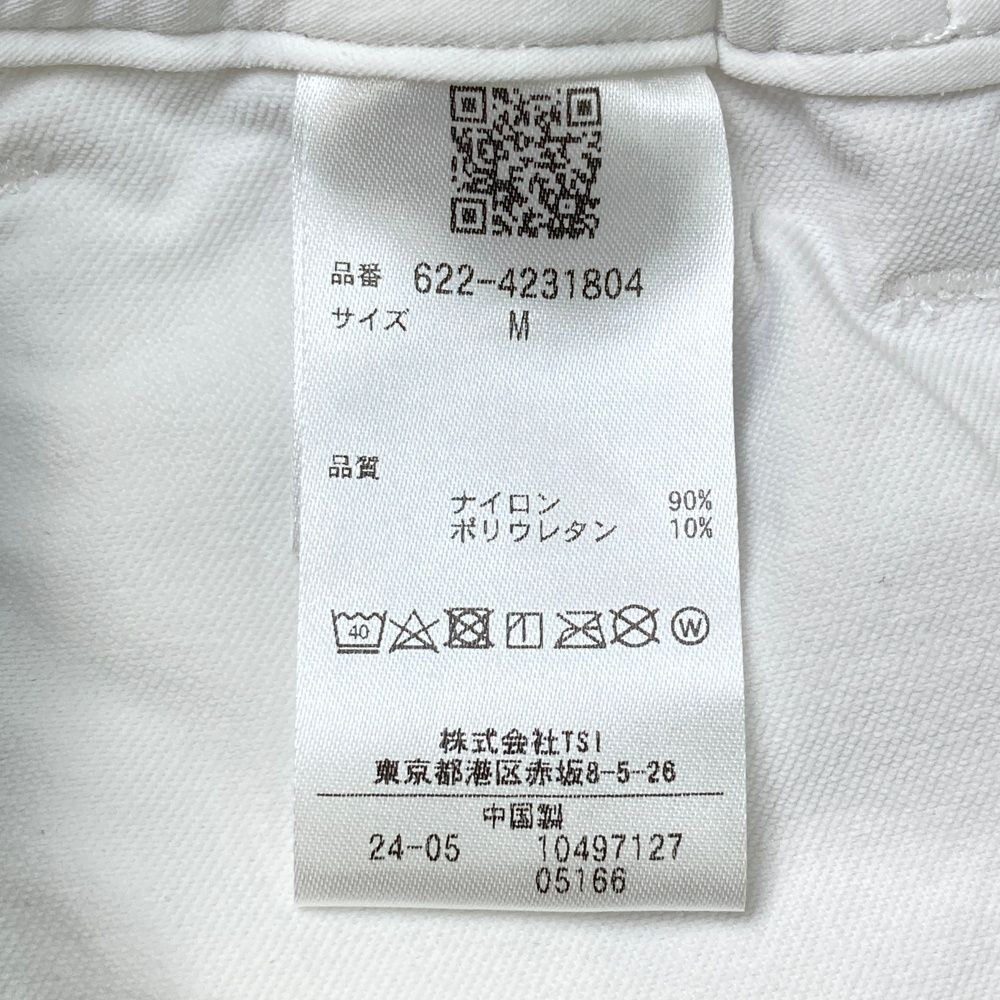 品番 622-4231804
サイズ M
品質
ナイロン 90%
ポリウレタン 10%
40
W
株式会社TSI
東京都港区赤坂8-5-26
中国製
24-05 10497127
05166